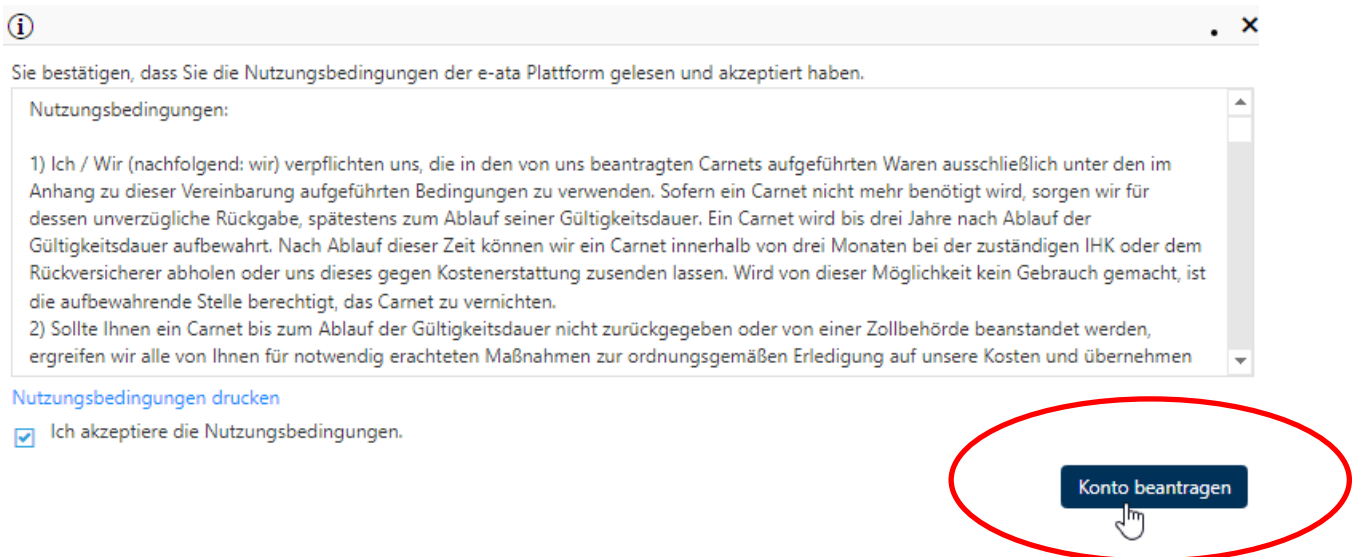 Sie bestätigen, dass Sie die Nutzungsbedingungen der e-ata Plattform gelesen und akzeptiert haben.
Nutzungsbedingungen:
1) Ich / Wir (nachfolgend: wir) verpflichten uns, die in den von uns beantragten Carnets aufgeführten Waren ausschließlich unter den im
Anhang zu dieser Vereinbarung aufgeführten Bedingungen zu verwenden. Sofern ein Carnet nicht mehr benötigt wird, sorgen wir für
dessen unverzügliche Rückgabe, spätestens zum Ablauf seiner Gültigkeitsdauer. Ein Carnet wird bis drei Jahre nach Ablauf der
Gültigkeitsdauer aufbewahrt. Nach Ablauf dieser Zeit können wir ein Carnet innerhalb von drei Monaten bei der zuständigen IHK oder dem
Rückversicherer abholen oder uns dieses gegen Kostenerstattung zusenden lassen. Wird von dieser Möglichkeit kein Gebrauch gemacht, ist
die aufbewahrende Stelle berechtigt, das Carnet zu vernichten.
2) Sollte Ihnen ein Carnet bis zum Ablauf der Gültigkeitsdauer nicht zurückgegeben oder von einer Zollbehörde beanstandet werden,
ergreifen wir alle von Ihnen für notwendig erachteten Maßnahmen zur ordnungsgemäßen Erledigung auf unsere Kosten und übernehmen
Nutzungsbedingungen drucken
Ich akzeptiere die Nutzungsbedingungen.
Konto beantragen